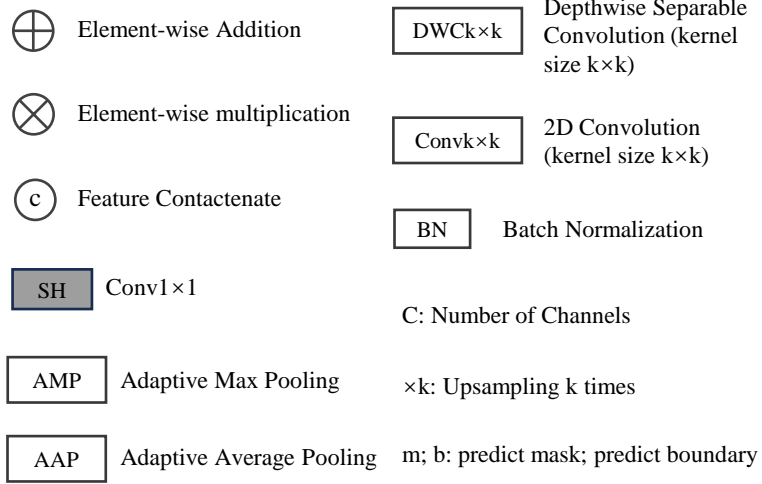 Element-wise Addition
Element-wise multiplication
c
Feature Contactenate
SH
Conv1×1
AMP
Adaptive Max Pooling
AAP
Adaptive Average Pooling
DWCk×k
Depthwise Separable
Convolution (kernel
size k×k)
Convk×k
2D Convolution
(kernel size k×k)
BN
Batch Normalization
C: Number of Channels
×k: Upsampling k times
m; b: predict mask; predict boundary